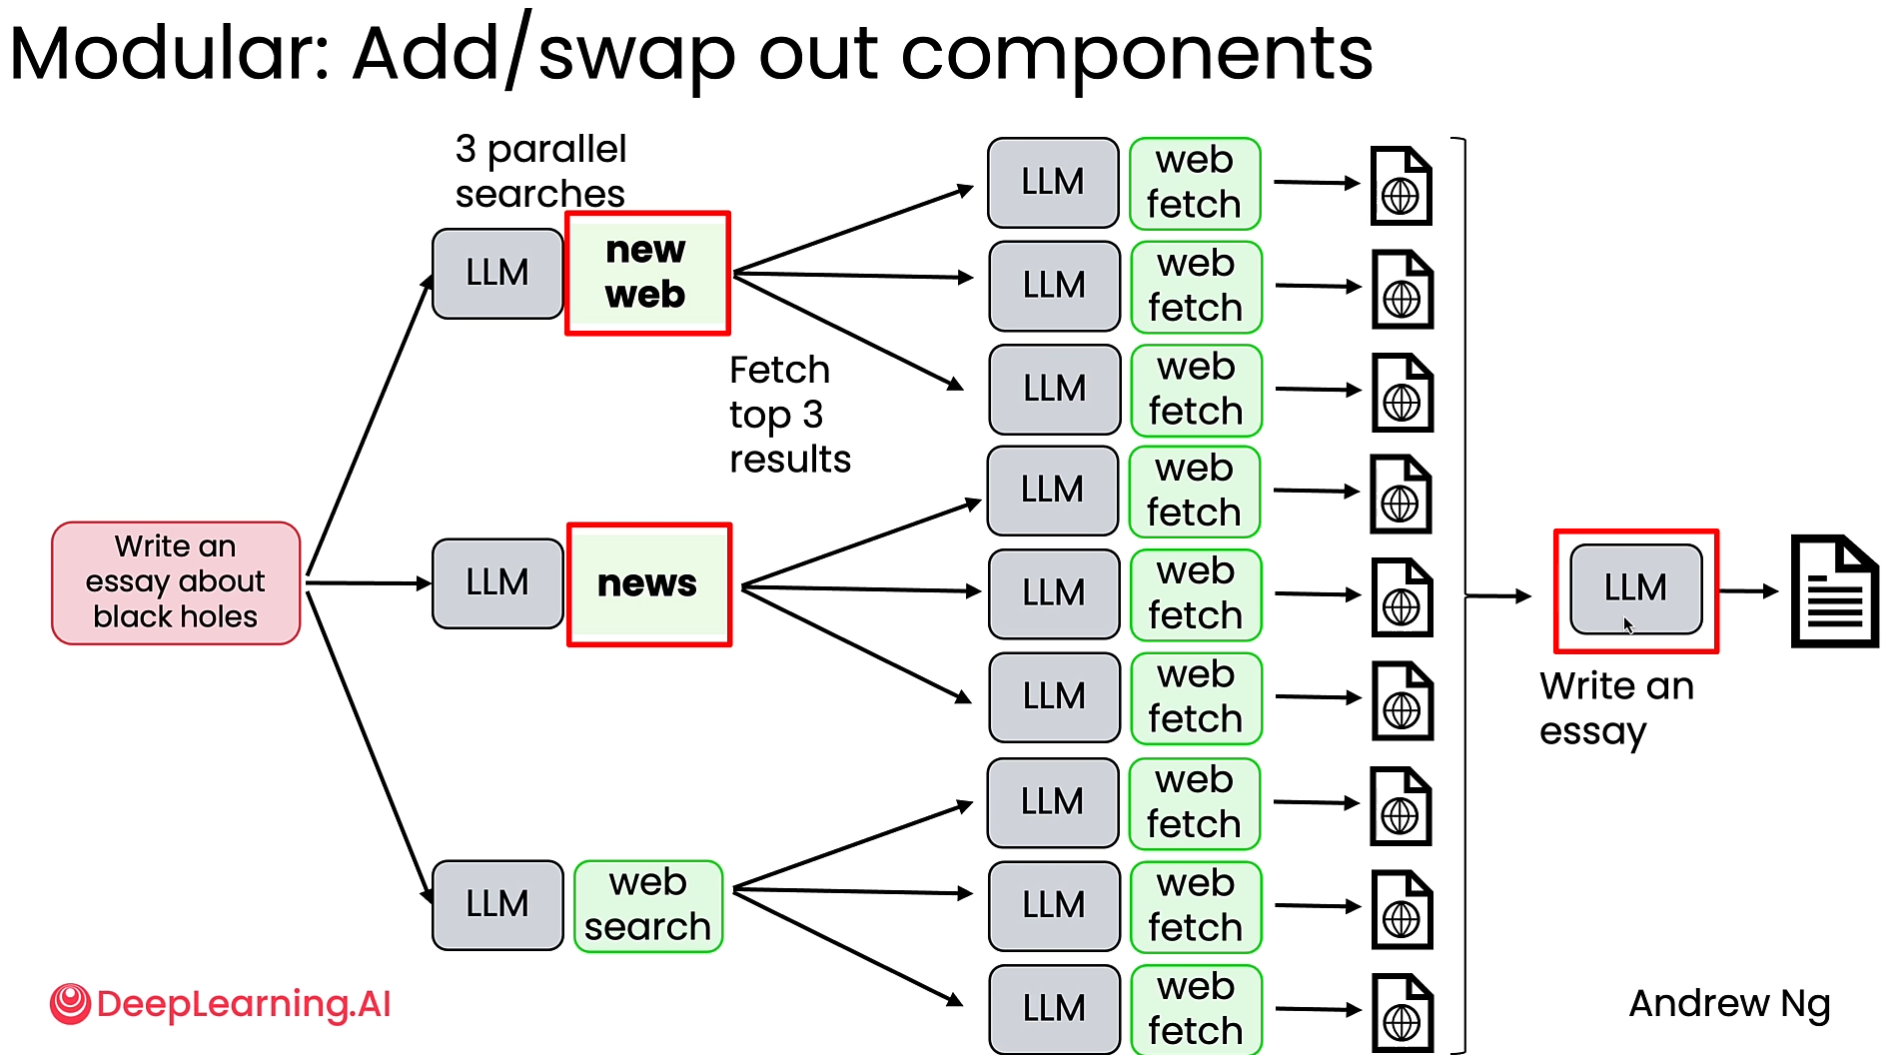 Modular: Add/swap out components
3 parallel
searches
LLM
new
web
Fetch
top 3
results
LLM
web
fetch
LLM
web
fetch
LLM
web
fetch
Write an
essay about
black holes
LLM
news
LLM
web
fetch
LLM
web
fetch
LLM
web
fetch
LLM
web
search
LLM
web
fetch
LLM
web
fetch
LLM
web
fetch
LLM
Write an
essay
DeepLearning.AI
Andrew Ng